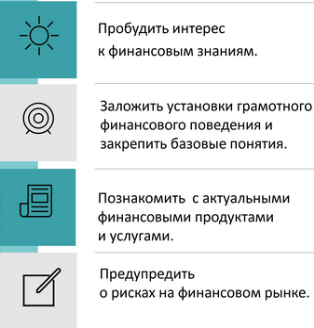 Пробудить интерес
к финансовым знаниям.
Заложить установки грамотного
финансового поведения и
закрепить базовые понятия.
Познакомить с актуальными
финансовыми продуктами
и услугами.
Предупредить
о рисках на финансовом рынке.